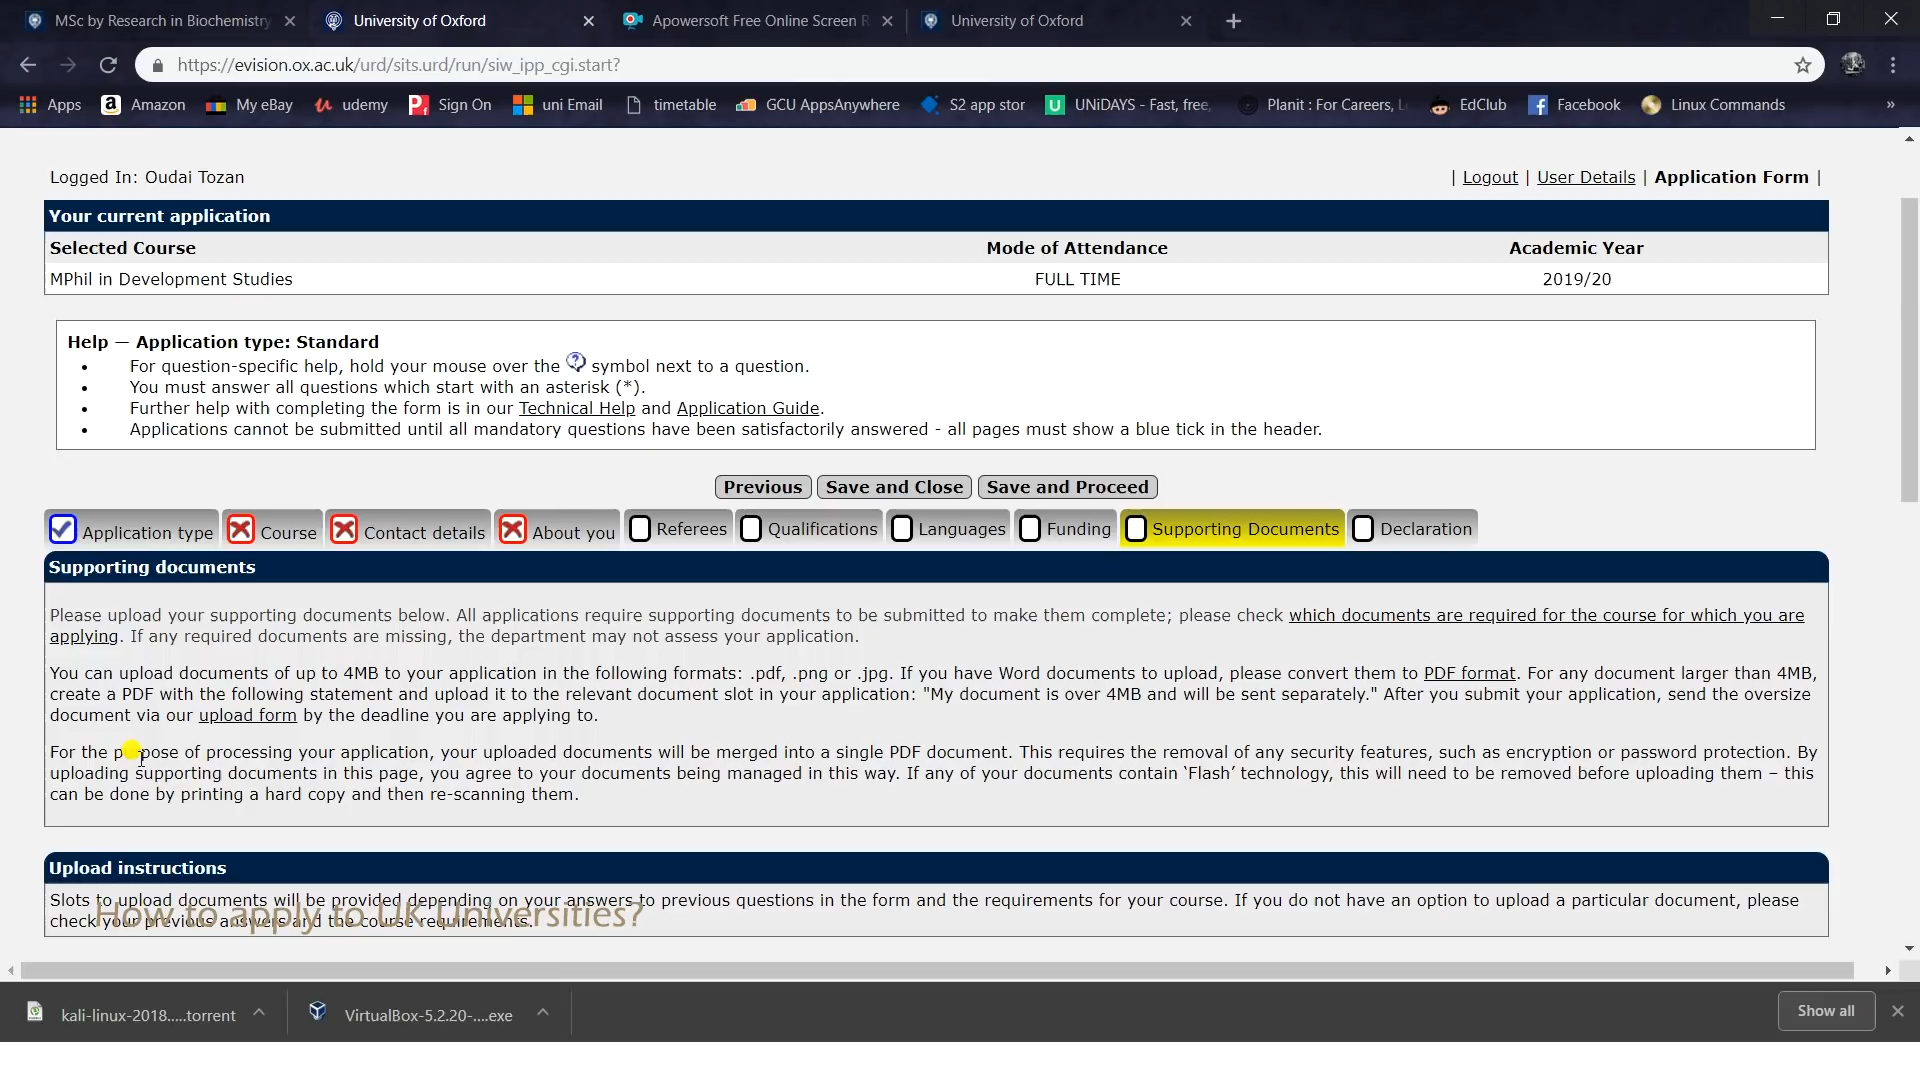 MSc by Research in Biochemistry
University of Oxford
Apowersoft Free Online Screen R
University of Oxford
https://evision.ox.ac.uk/urd/sits.urd/run/siw_ipp_cgi.start?
Apps
Amazon
My eBay
udemy
Sign On
uni Email
timetable
GCU AppsAnywhere
S2 app stor
UNiDAYS - Fast, free,
Planit : For Careers, L
EdClub
Facebook
Linux Commands
»
Logged In: Oudai Tozan
| Logout | User Details | Application Form |
Your current application
Selected Course Mode of Attendance Academic Year
MPhil in Development Studies FULL TIME 2019/20
Help — Application type: Standard
• For question-specific help, hold your mouse over the ? symbol next to a question.
• You must answer all questions which start with an asterisk (*).
• Further help with completing the form is in our Technical Help and Application Guide.
• Applications cannot be submitted until all mandatory questions have been satisfactorily answered - all pages must show a blue tick in the header.
Previous Save and Close Save and Proceed
Application type Course Contact details About you Referees Qualifications Languages Funding Supporting Documents Declaration
Supporting documents
Please upload your supporting documents below. All applications require supporting documents to be submitted to make them complete; please check which documents are required for the course for which you are
applying. If any required documents are missing, the department may not assess your application.
You can upload documents of up to 4MB to your application in the following formats: .pdf, .png or .jpg. If you have Word documents to upload, please convert them to PDF format. For any document larger than 4MB,
create a PDF with the following statement and upload it to the relevant document slot in your application: "My document is over 4MB and will be sent separately." After you submit your application, send the oversize
document via our upload form by the deadline you are applying to.
For the purpose of processing your application, your uploaded documents will be merged into a single PDF document. This requires the removal of any security features, such as encryption or password protection. By
uploading supporting documents in this page, you agree to your documents being managed in this way. If any of your documents contain ‘Flash’ technology, this will need to be removed before uploading them – this
can be done by printing a hard copy and then re-scanning them.
Upload instructions
Slots to upload documents will be provided depending on your answers to previous questions in the form and the requirements for your course. If you do not have an option to upload a particular document, please
check your previous answers and the course requirements.
How to apply to UK Universities?
kali-linux-2018.....torrent
VirtualBox-5.2.20-....exe
Show all